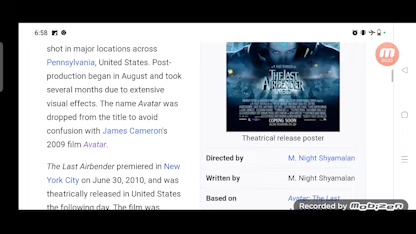 6:58
shot in major locations across
Pennsylvania, United States. Post-
production began in August and took
several months due to extensive
visual effects. The name Avatar was
dropped from the title to avoid
confusion with James Cameron's
2009 film Avatar.
The Last Airbender premiered in New
York City on June 30, 2010, and was
theatrically released in United States
the following day. The film was
THE LAST
AIRBENDER
COMING SOON
Theatrical release poster
Directed by M. Night Shyamalan
Written by M. Night Shyamalan
Based on Avatar: The Last
Recorded by mobizen